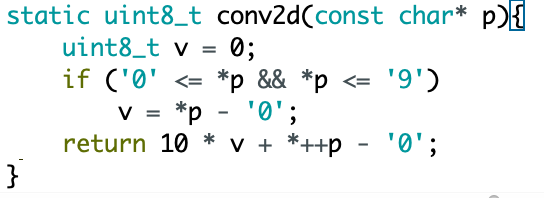 static uint8_t conv2d(const char* p){
    uint8_t v = 0;
    if ('0' <= *p && *p <= '9')
        v = *p - '0';
    return 10 * v + *++p - '0';
}